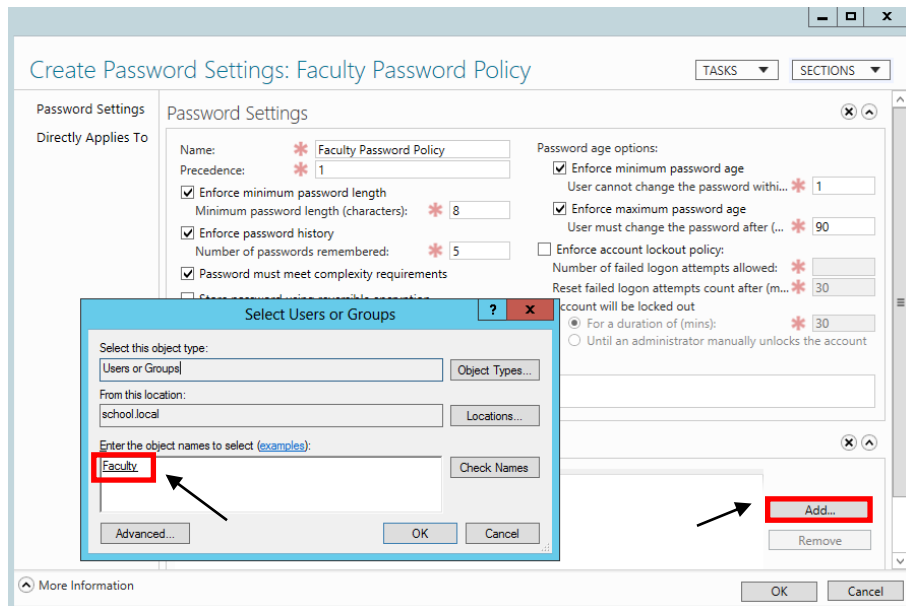 Create Password Settings: Faculty Password Policy
TASKS
SECTIONS
Password Settings
Directly Applies To
Password Settings
Name: Faculty Password Policy
Precedence: 1
Enforce minimum password length
Minimum password length (characters): 8
Enforce password history
Number of passwords remembered: 5
Password must meet complexity requirements
Store password using reversible encryption
Password age options:
Enforce minimum password age
User cannot change the password withi... 1
Enforce maximum password age
User must change the password after (... 90
Enforce account lockout policy:
Number of failed logon attempts allowed:
Reset failed logon attempts count after (m... 30
ccount will be locked out
For a duration of (mins): 30
Until an administrator manually unlocks the account
Select Users or Groups
?
x
Select this object type:
Users or Groups
Object Types...
From this location:
school.local
Locations...
Enter the object names to select (examples):
Faculty
Check Names
Advanced...
OK
Cancel
Add...
Remove
More Information
OK
Cancel